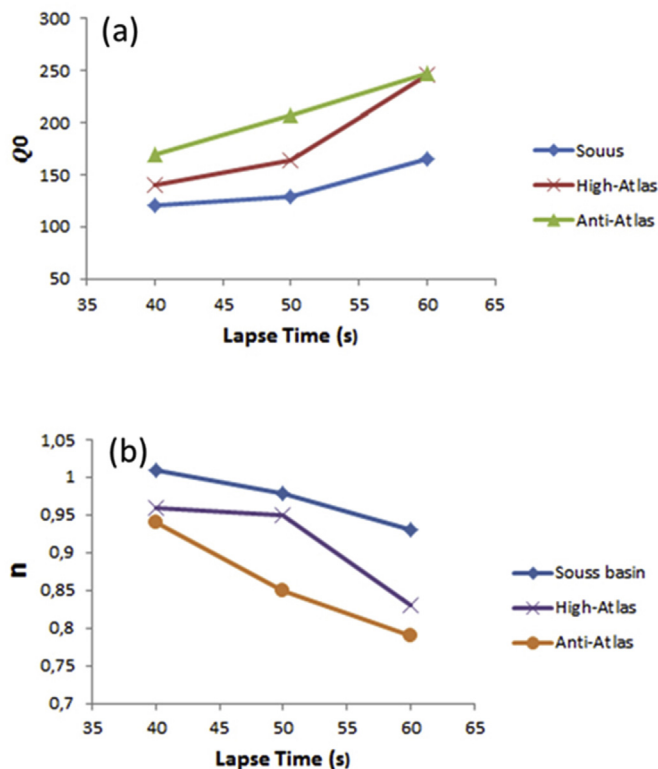 (a)
300
250
200
150
100
50
Q0
35 40 45 50 55 60 65
Lapse Time (s)
Souus
High-Atlas
Anti-Atlas
(b)
1,05
1
0,95
0,9
0,85
0,8
0,75
0,7
n
35 40 45 50 55 60 65
Lapse Time (s)
Souss basin
High-Atlas
Anti-Atlas